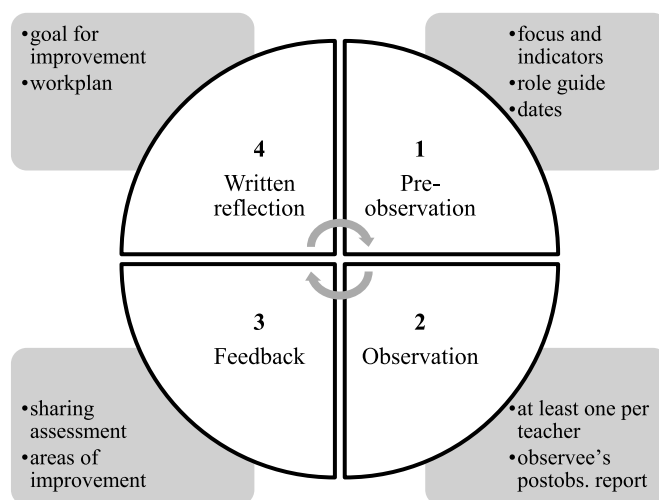 •goal for
improvement
•workplan
•focus and
indicators
•role guide
•dates
4
Written
reflection
1
Pre-
observation
3
Feedback
2
Observation
•sharing
assessment
•areas of
improvement
•at least one per
teacher
•observee’s
postobs. report